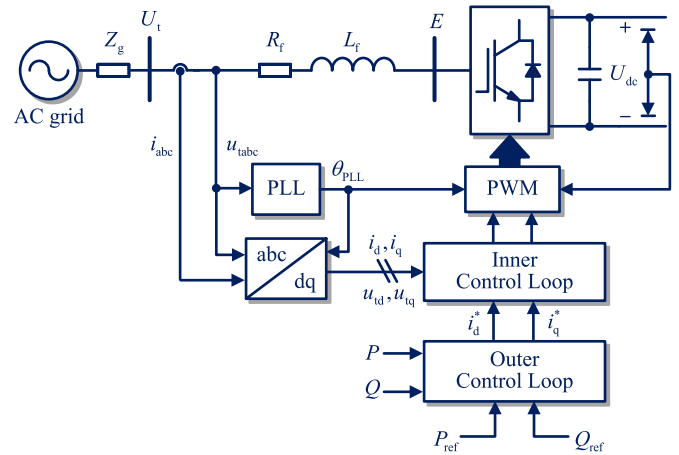 U_t
E
Z_g
R_f
L_f
+
U_dc
−
AC grid
i_abc
u_tabc
θ_PLL
PLL
PWM
abc
dq
i_d, i_q
u_td, u_tq
Inner
Control Loop
i_d^*
i_q^*
P
Q
Outer
Control Loop
P_ref
Q_ref